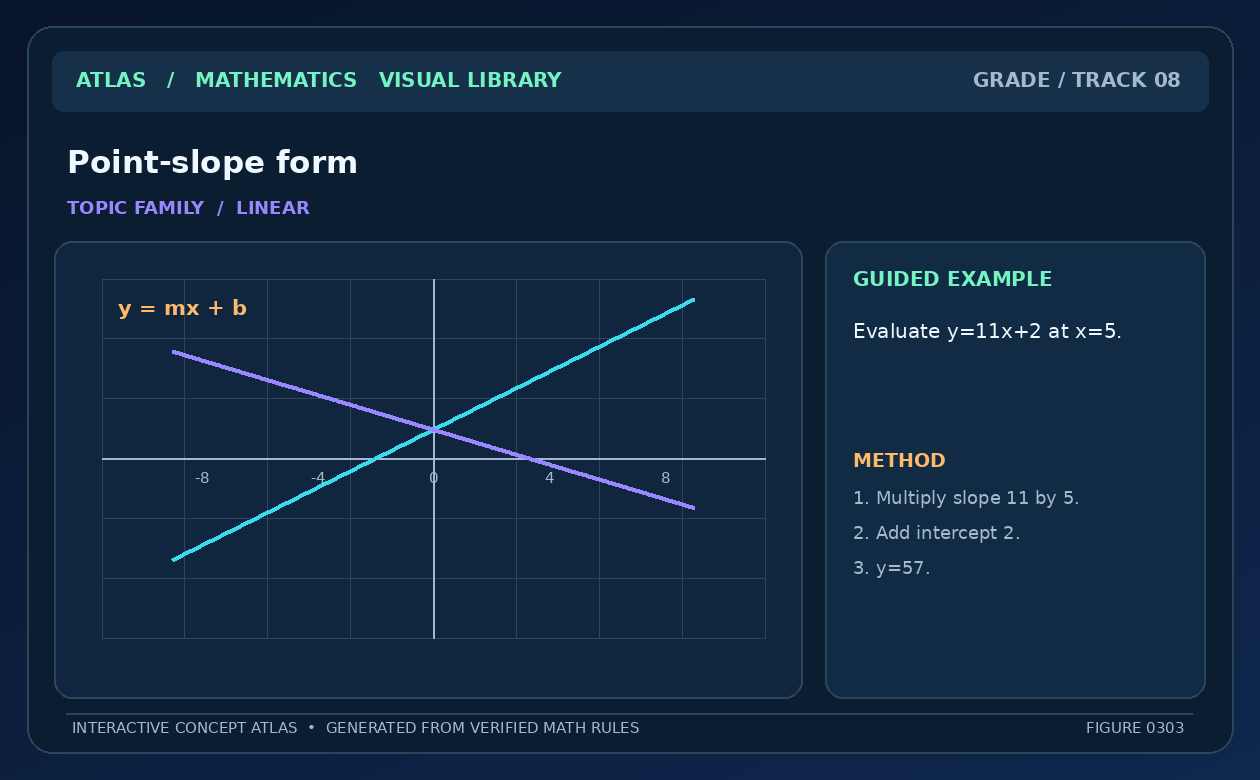 ATLAS / MATHEMATICS VISUAL LIBRARY
GRADE / TRACK 08
Point-slope form
TOPIC FAMILY / LINEAR
y = mx + b
-8 -4 0 4 8
GUIDED EXAMPLE
Evaluate y=11x+2 at x=5.
METHOD
1. Multiply slope 11 by 5.
2. Add intercept 2.
3. y=57.
INTERACTIVE CONCEPT ATLAS • GENERATED FROM VERIFIED MATH RULES
FIGURE 0303